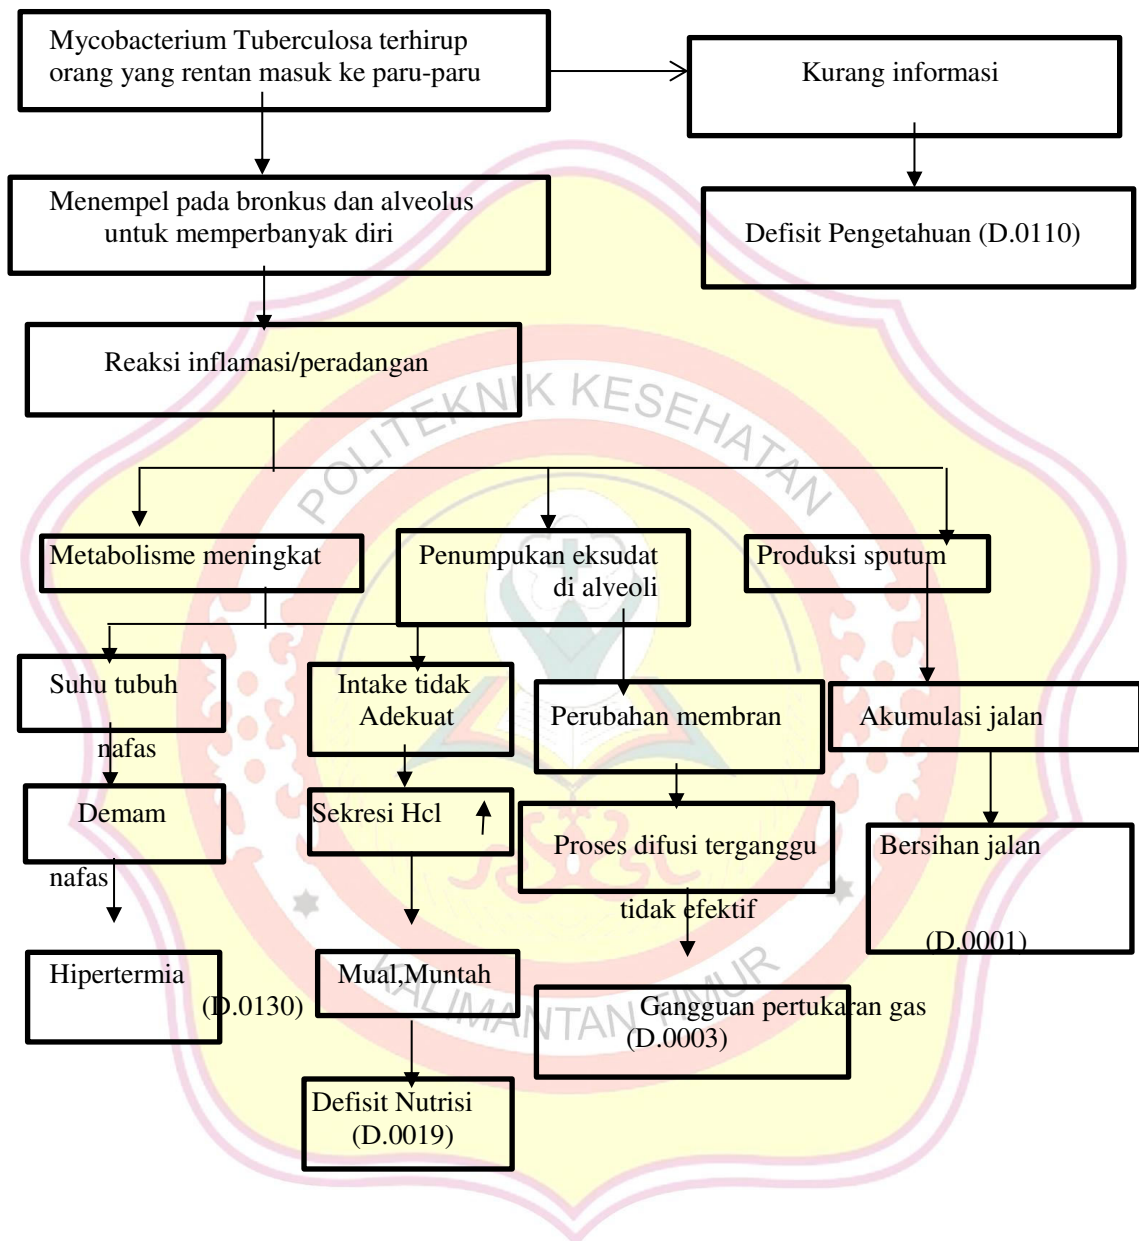 Mycobacterium Tuberculosa terhirup
orang yang rentan masuk ke paru-paru
Kurang informasi
Menempel pada bronkus dan alveolus
untuk memperbanyak diri
Defisit Pengetahuan (D.0110)
Reaksi inflamasi/peradangan
POLITEKNIK KESEHATAN
Metabolisme meningkat
Penumpukan eksudat
di alveoli
Produksi sputum
Suhu tubuh
Intake tidak
Adekuat
Perubahan membran
Akumulasi jalan
nafas
Demam
Sekresi Hcl
Proses difusi terganggu
Bersihan jalan
nafas
tidak efektif
(D.0001)
Hipertermia
(D.0130)
Mual,Muntah
Gangguan pertukaran gas
(D.0003)
KALIMANTAN TIMUR
Defisit Nutrisi
(D.0019)